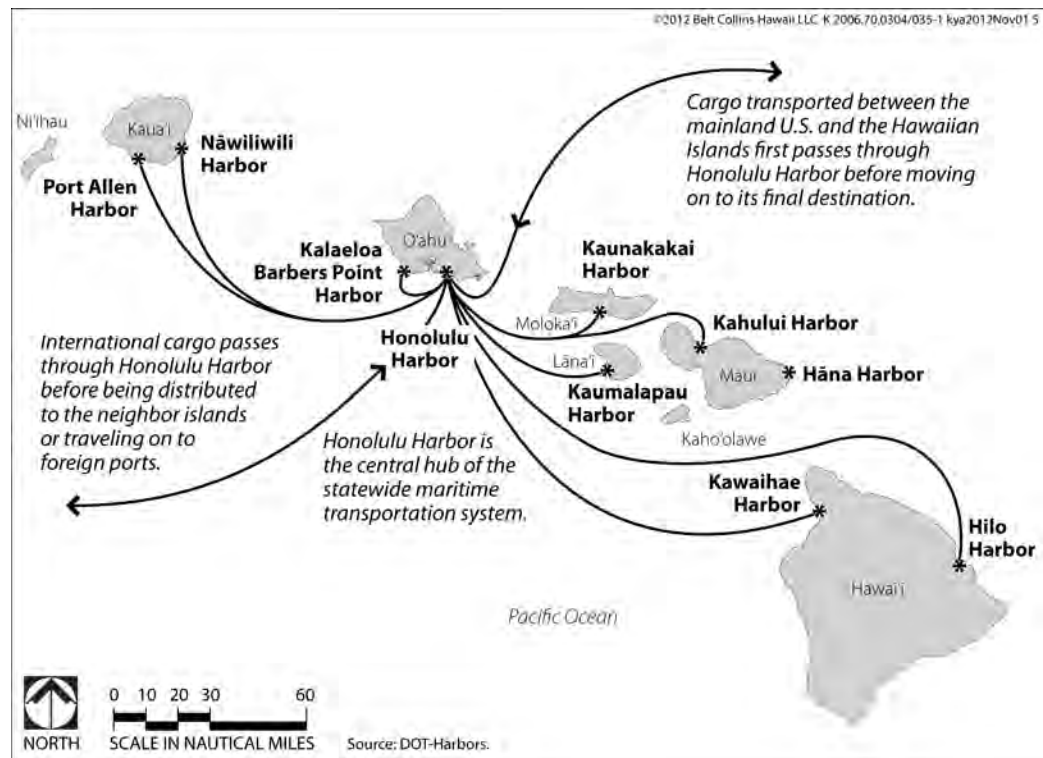 ©2012 Belt Collins Hawaii LLC K 2006.70.0304/035-1 kya2012Nov01 5
Ni'ihau
Kaua'i
Nāwiliwili
Harbor
Port Allen
Harbor
Cargo transported between the
mainland U.S. and the Hawaiian
Islands first passes through
Honolulu Harbor before moving
on to its final destination.
O'ahu
Kalaeloa
Barbers Point
Harbor
Kaunakakai
Harbor
Moloka'i
Honolulu
Harbor
Kahului Harbor
Lāna'i
Maui
Hāna Harbor
Kaumalapau
Harbor
International cargo passes
through Honolulu Harbor
before being distributed
to the neighbor islands
or traveling on to
foreign ports.
Honolulu Harbor is
the central hub of the
statewide maritime
transportation system.
Kaho'olawe
Kawaihae
Harbor
Hilo
Harbor
Hawai'i
Pacific Ocean
0 10 20 30 60
NORTH
SCALE IN NAUTICAL MILES
Source: DOT-Harbors.